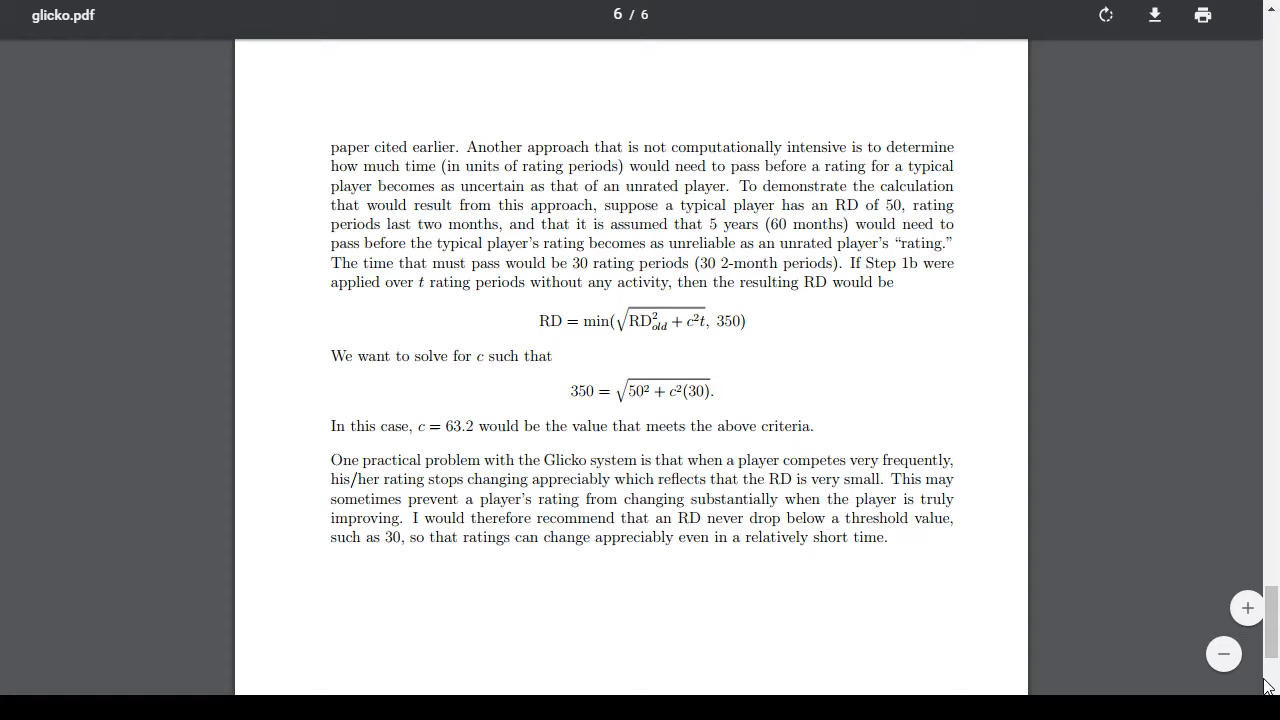 glicko.pdf
6 / 6
paper cited earlier. Another approach that is not computationally intensive is to determine
how much time (in units of rating periods) would need to pass before a rating for a typical
player becomes as uncertain as that of an unrated player. To demonstrate the calculation
that would result from this approach, suppose a typical player has an RD of 50, rating
periods last two months, and that it is assumed that 5 years (60 months) would need to
pass before the typical player's rating becomes as unreliable as an unrated player's “rating.”
The time that must pass would be 30 rating periods (30 2-month periods). If Step 1b were
applied over t rating periods without any activity, then the resulting RD would be
RD = min(√RD²old + c²t, 350)
We want to solve for c such that
350 = √50² + c²(30).
In this case, c = 63.2 would be the value that meets the above criteria.
One practical problem with the Glicko system is that when a player competes very frequently,
his/her rating stops changing appreciably which reflects that the RD is very small. This may
sometimes prevent a player's rating from changing substantially when the player is truly
improving. I would therefore recommend that an RD never drop below a threshold value,
such as 30, so that ratings can change appreciably even in a relatively short time.